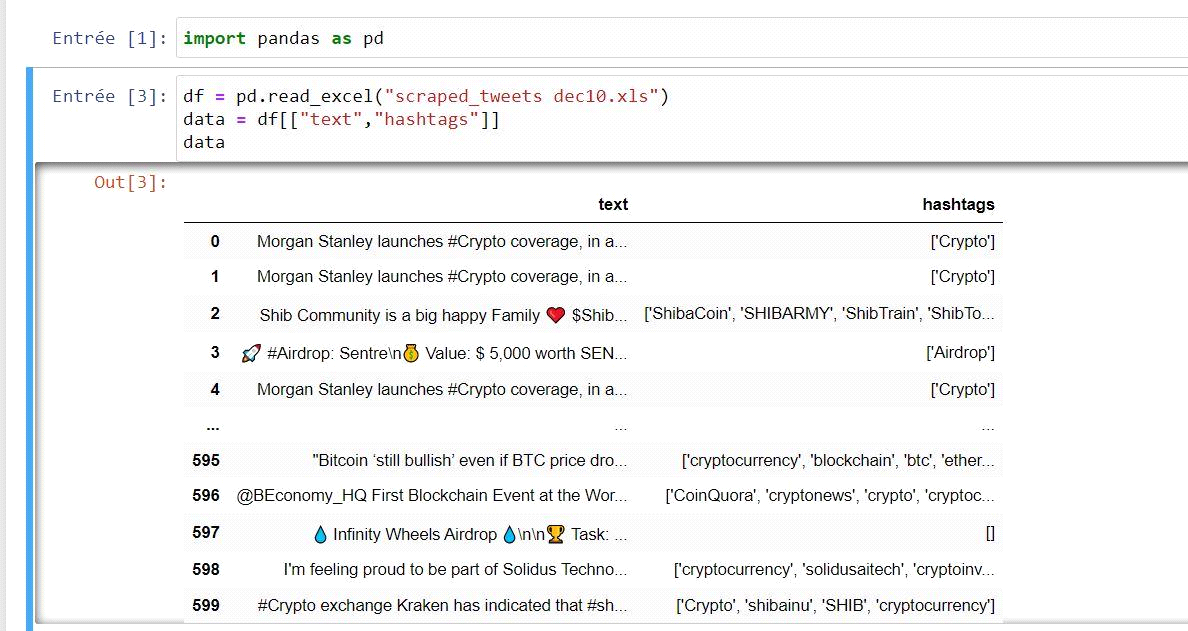 Entrée [1]: import pandas as pd
Entrée [3]: df = pd.read_excel("scraped_tweets dec10.xls")
data = df[["text","hashtags"]]
data
Out[3]:
text hashtags
0 Morgan Stanley launches #Crypto coverage, in a... ['Crypto']
1 Morgan Stanley launches #Crypto coverage, in a... ['Crypto']
2 Shib Community is a big happy Family ❤️ $Shib... ['ShibaCoin', 'SHIBARMY', 'ShibTrain', 'ShibTo...
3 🚀 #Airdrop: Sentre\n💰 Value: $ 5,000 worth SEN... ['Airdrop']
4 Morgan Stanley launches #Crypto coverage, in a... ['Crypto']
... ... ...
595 "Bitcoin ‘still bullish’ even if BTC price dro... ['cryptocurrency', 'blockchain', 'btc', 'ether...
596 @BEconomy_HQ First Blockchain Event at the Wor... ['CoinQuora', 'cryptonews', 'crypto', 'cryptoc...
597 💧 Infinity Wheels Airdrop 💧\n\n🏆 Task: ... []
598 I'm feeling proud to be part of Solidus Techno... ['cryptocurrency', 'solidusaitech', 'cryptoinv...
599 #Crypto exchange Kraken has indicated that #sh... ['Crypto', 'shibainu', 'SHIB', 'cryptocurrency']